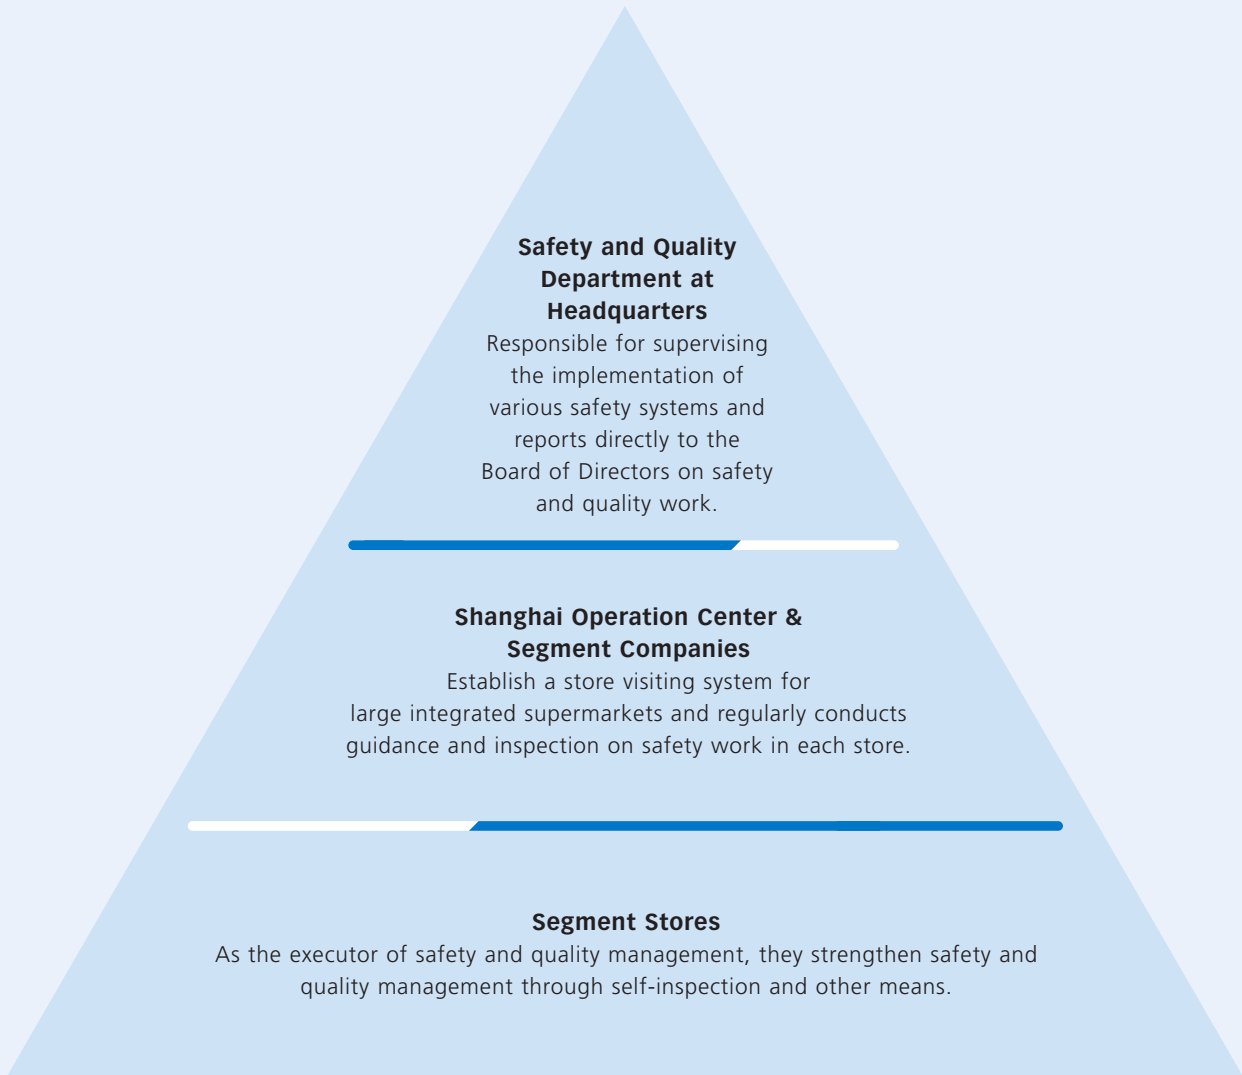 Safety and Quality
Department at
Headquarters
Responsible for supervising
the implementation of
various safety systems and
reports directly to the
Board of Directors on safety
and quality work.
Shanghai Operation Center &
Segment Companies
Establish a store visiting system for
large integrated supermarkets and regularly conducts
guidance and inspection on safety work in each store.
Segment Stores
As the executor of safety and quality management, they strengthen safety and
quality management through self-inspection and other means.